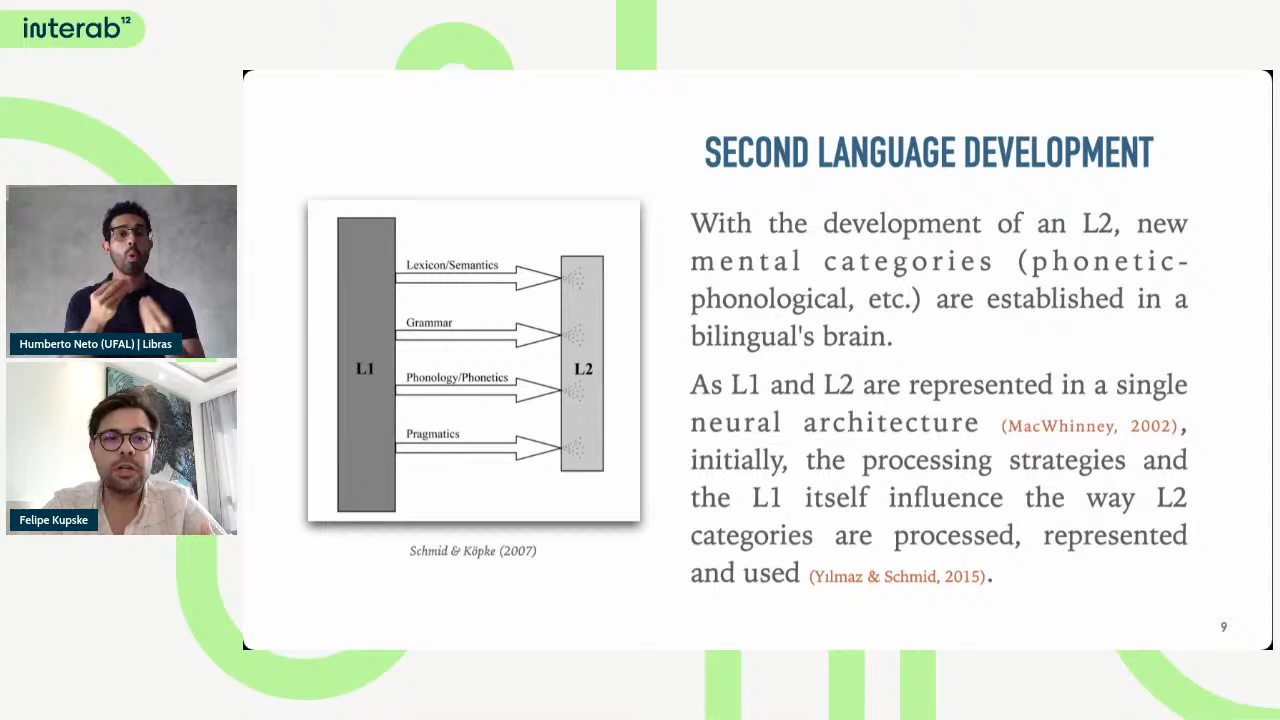 interab¹²
SECOND LANGUAGE DEVELOPMENT
Lexicon/Semantics
Grammar
L1
L2
Phonology/Phonetics
Pragmatics
Schmid & Köpke (2007)
With the development of an L2, new
mental categories (phonetic-
phonological, etc.) are established in a
bilingual's brain.
As L1 and L2 are represented in a single
neural architecture (MacWhinney, 2002),
initially, the processing strategies and
the L1 itself influence the way L2
categories are processed, represented
and used (Yılmaz & Schmid, 2015).
9
Humberto Neto (UFAL) | Libras
Felipe Kupske